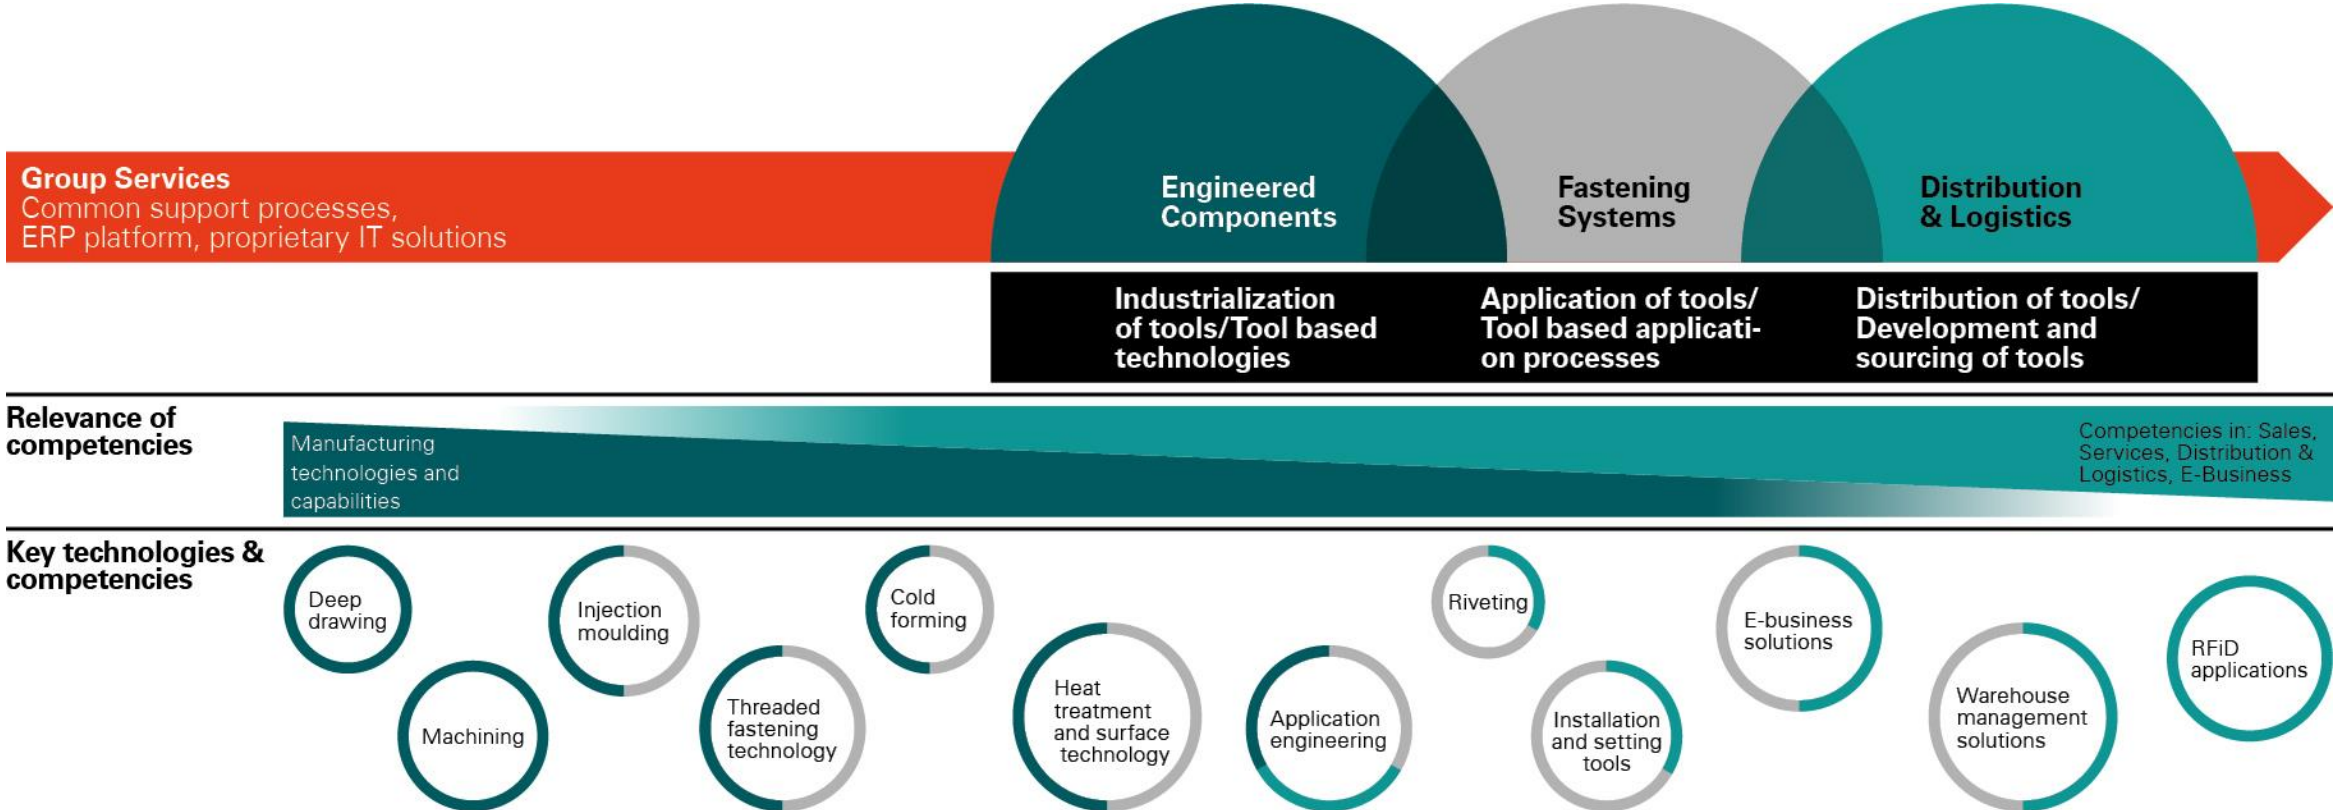 Group Services
Common support processes,
ERP platform, proprietary IT solutions
Engineered
Components
Fastening
Systems
Distribution
& Logistics
Industrialization
of tools/Tool based
technologies
Application of tools/
Tool based applicati-
on processes
Distribution of tools/
Development and
sourcing of tools
Relevance of
competencies
Manufacturing
technologies and
capabilities
Competencies in: Sales,
Services, Distribution &
Logistics, E-Business
Key technologies &
competencies
Deep
drawing
Machining
Injection
moulding
Threaded
fastening
technology
Cold
forming
Heat
treatment
and surface
technology
Application
engineering
Riveting
Installation
and setting
tools
E-business
solutions
Warehouse
management
solutions
RFiD
applications